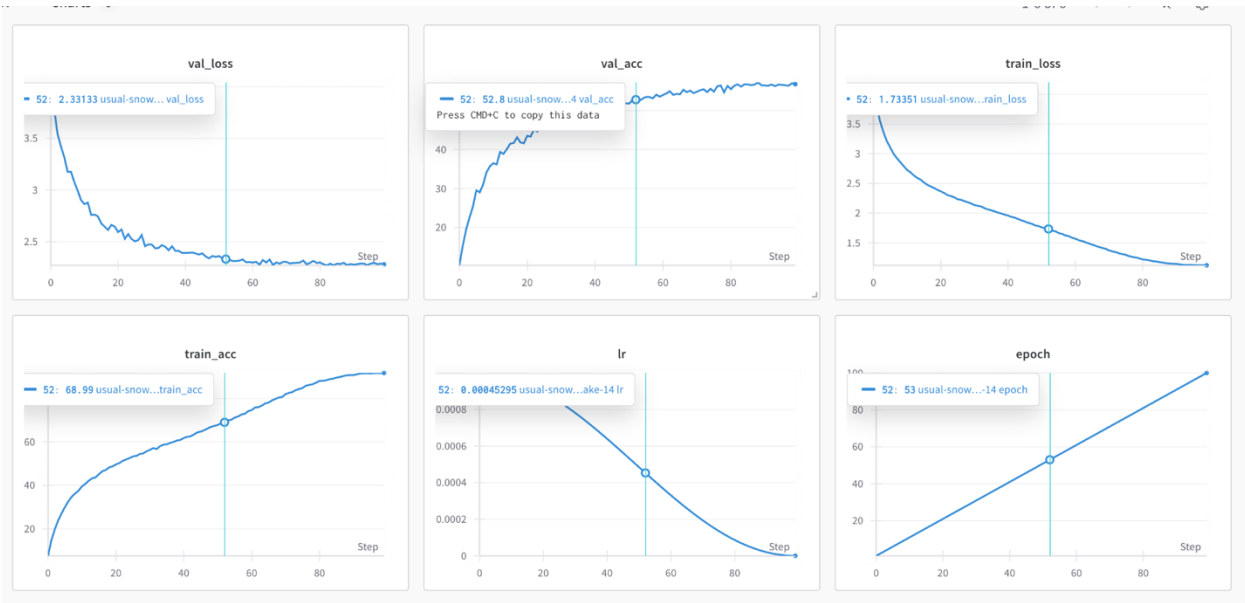 val_loss
52: 2.33133 usual-snow... val_loss
3.5
3
2.5
Step
0 20 40 60 80
val_acc
52: 52.8 usual-snow...4 val_acc
Press CMD+C to copy this data
40
30
20
Step
0 20 40 60 80
train_loss
52: 1.73351 usual-snow...rain_loss
3.5
3
2.5
2
1.5
Step
0 20 40 60 80
train_acc
52: 68.99 usual-snow...train_acc
60
40
20
Step
0 20 40 60 80
lr
52: 0.00045295 usual-snow...ake-14 lr
0.0008
0.0006
0.0004
0.0002
0
Step
0 20 40 60 80
epoch
100
52: 53 usual-snow...-14 epoch
80
60
40
20
Step
0 20 40 60 80